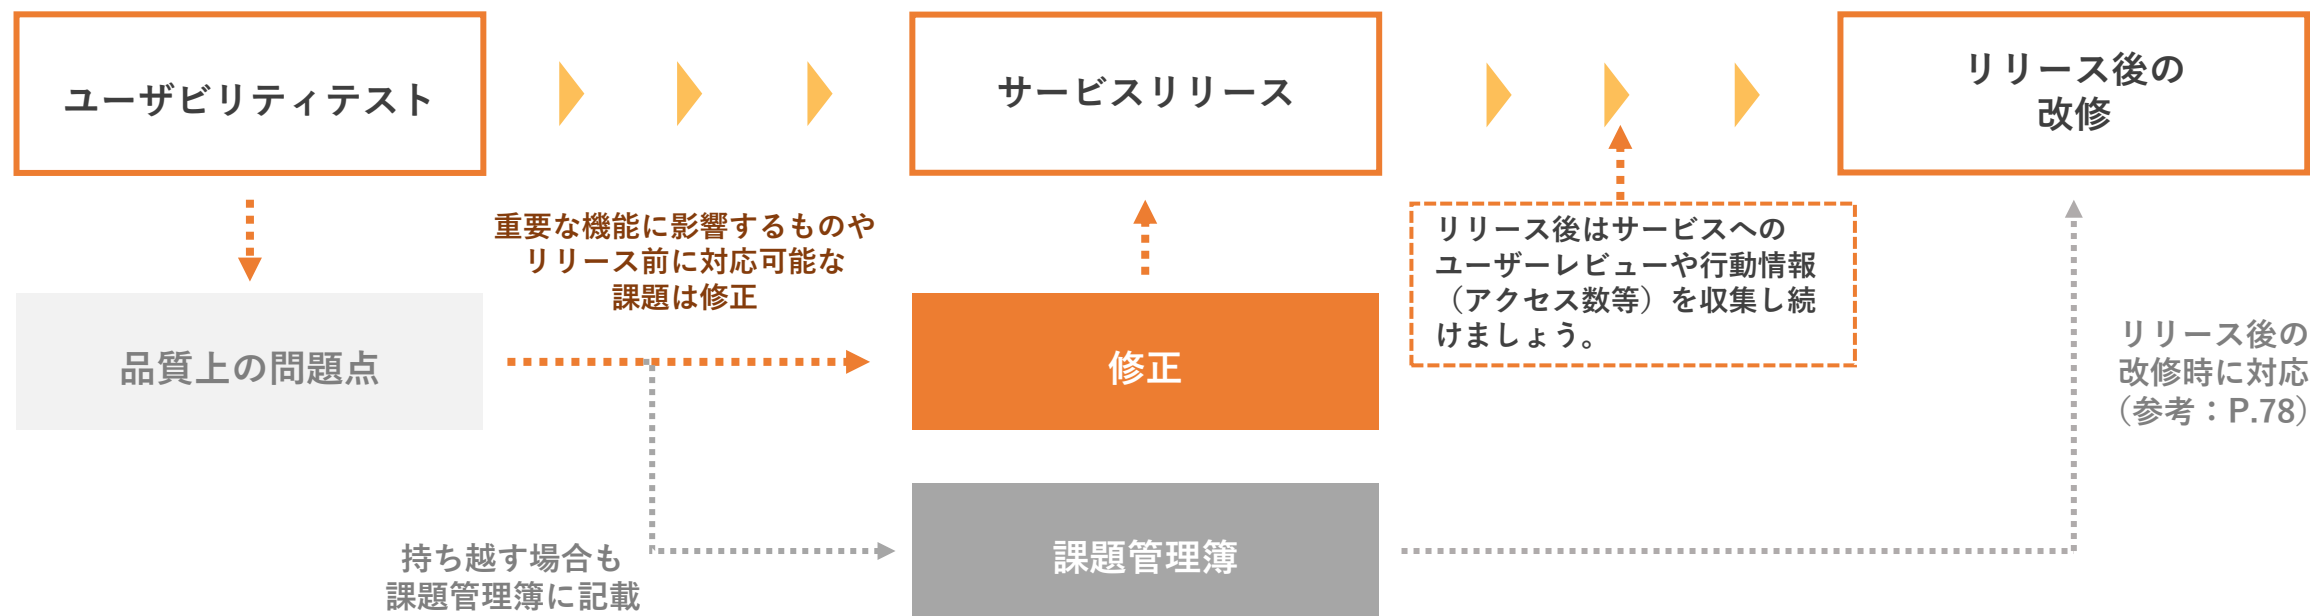 ユーザビリティテスト
サービスリリース
リリース後の
改修
重要な機能に影響するものや
リリース前に対応可能な
課題は修正
リリース後はサービスへの
ユーザーレビューや行動情報
（アクセス数等）を収集し続
けましょう。
品質上の問題点
修正
リリース後の
改修時に対応
（参考：P.78）
持ち越す場合も
課題管理簿に記載
課題管理簿